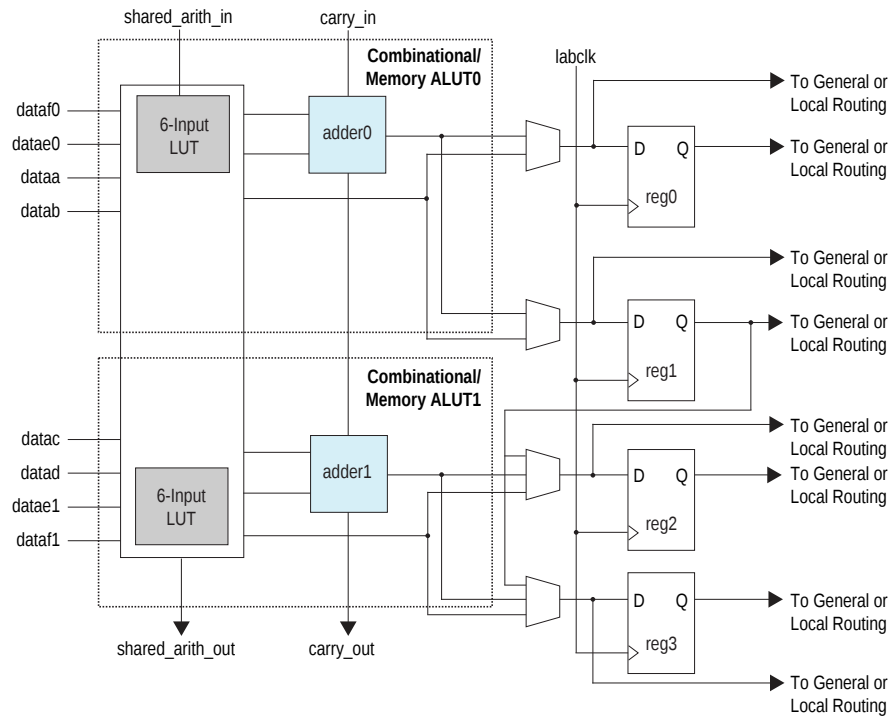 shared_arith_in
carry_in
Combinational/
Memory ALUT0
labclk
To General or
Local Routing
dataf0
datae0
dataa
datab
6-Input
LUT
adder0
D Q
reg0
To General or
Local Routing
To General or
Local Routing
D Q
reg1
To General or
Local Routing
Combinational/
Memory ALUT1
datac
datad
datae1
dataf1
6-Input
LUT
adder1
To General or
Local Routing
D Q
reg2
To General or
Local Routing
D Q
reg3
To General or
Local Routing
To General or
Local Routing
shared_arith_out
carry_out